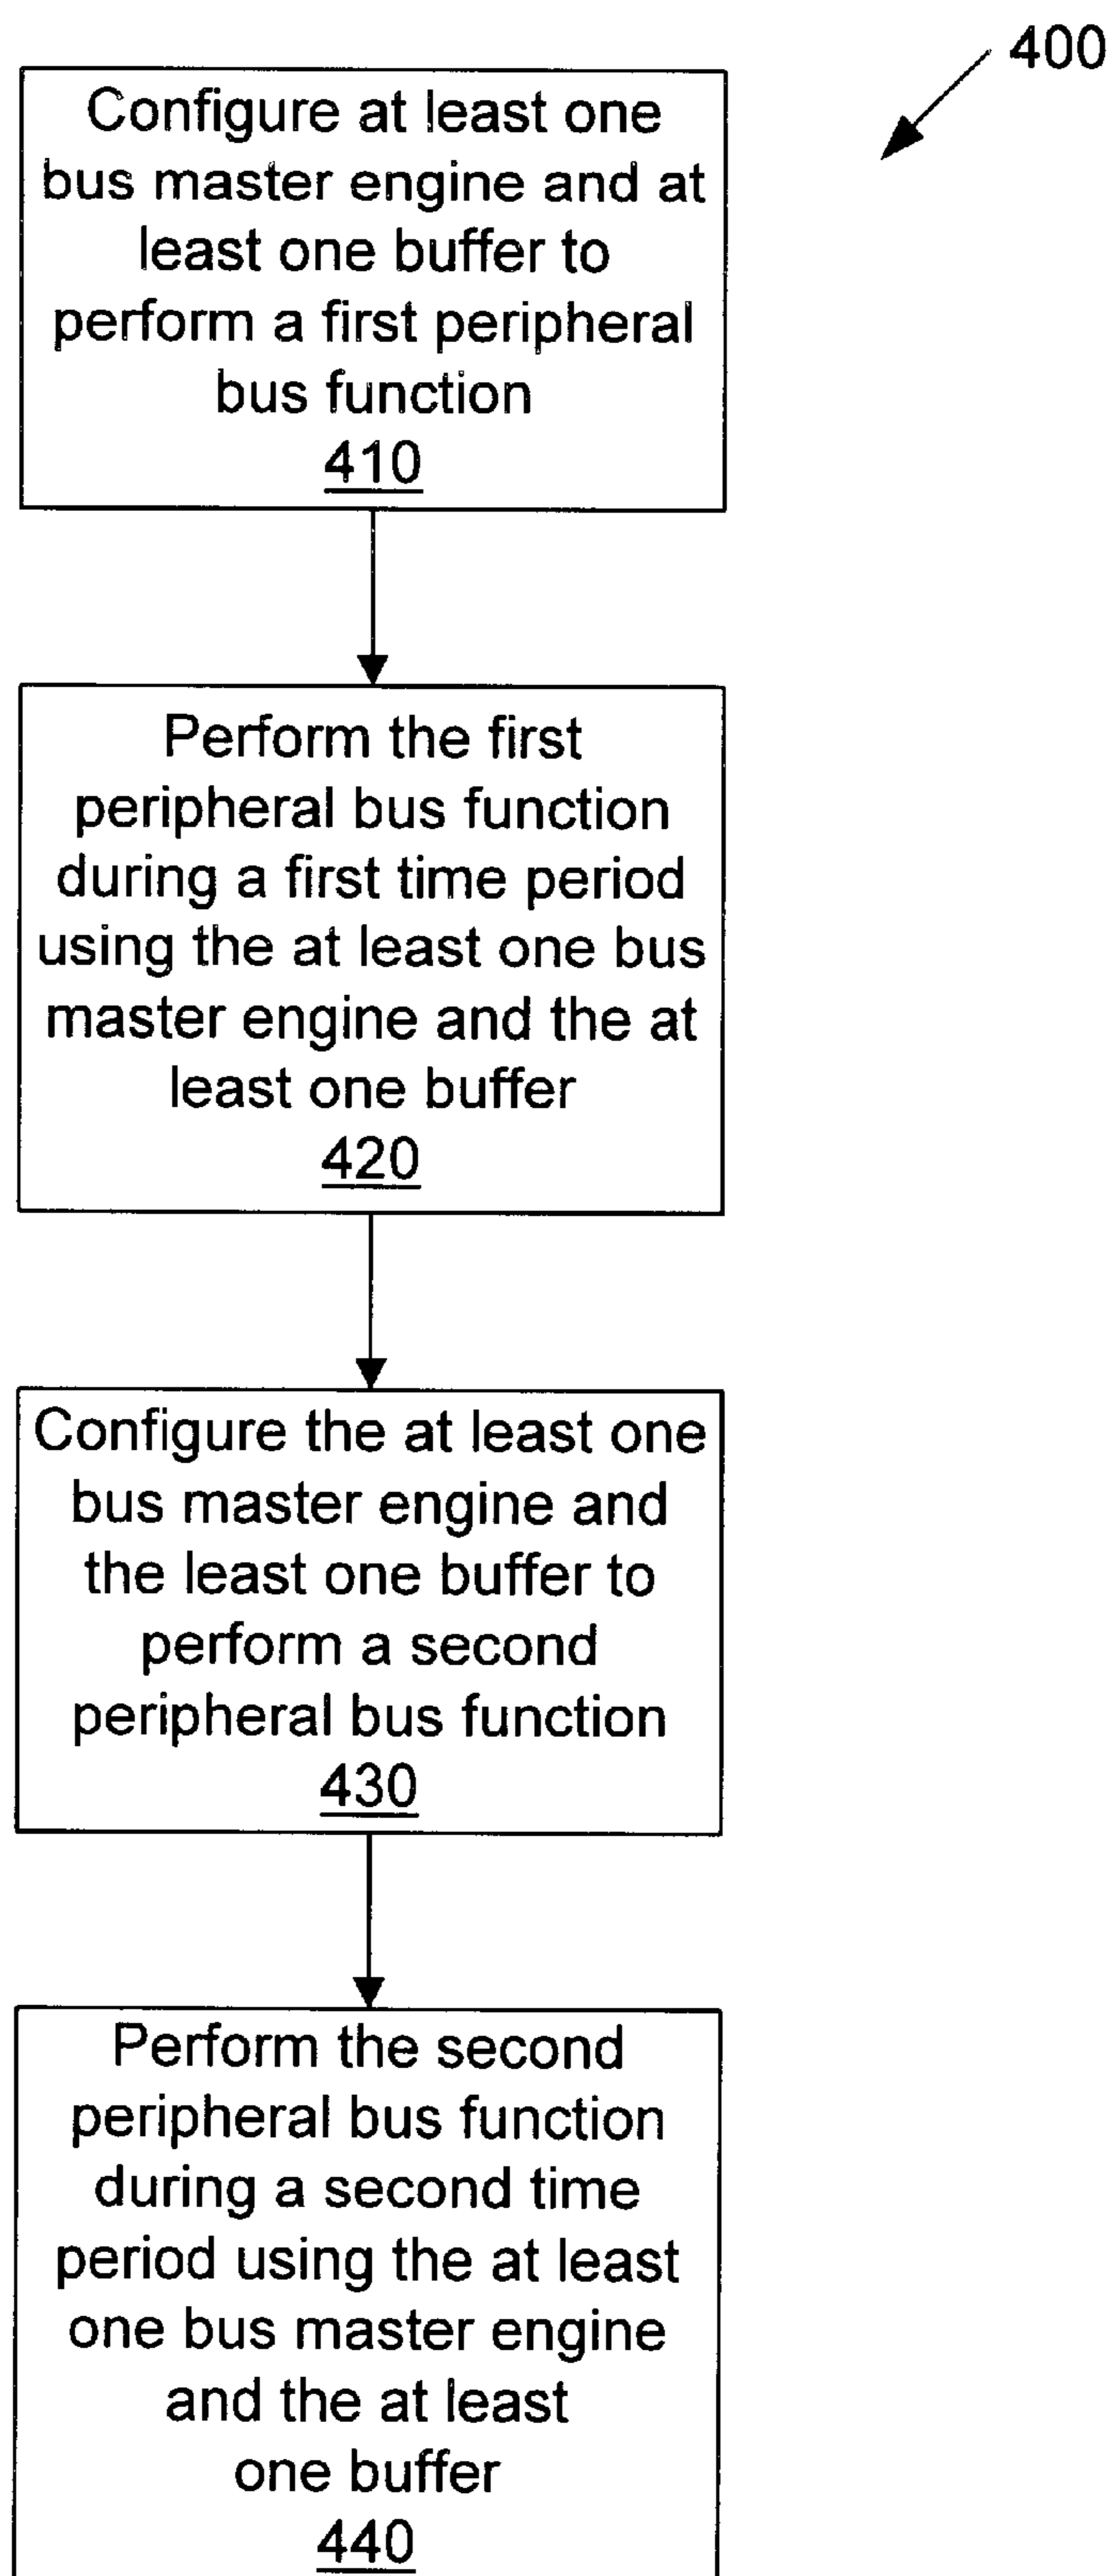 400
Configure at least one
bus master engine and at
least one buffer to
perform a first peripheral
bus function
410
Perform the first
peripheral bus function
during a first time period
using the at least one bus
master engine and the at
least one buffer
420
Configure the at least one
bus master engine and
the least one buffer to
perform a second
peripheral bus function
430
Perform the second
peripheral bus function
during a second time
period using the at least
one bus master engine
and the at least
one buffer
440